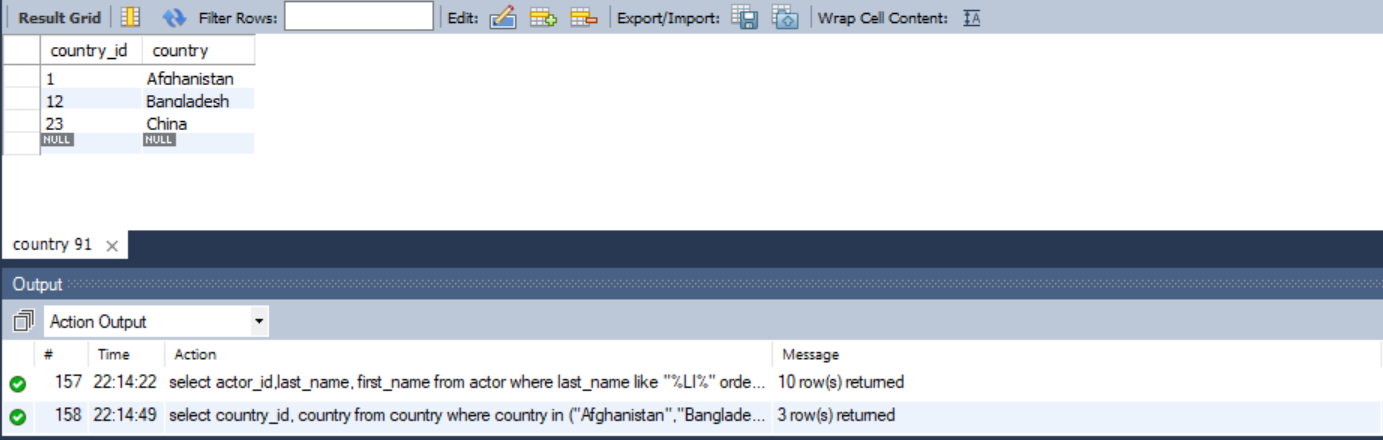 Result Grid Filter Rows: Edit: Export/Import: Wrap Cell Content: IA
country_id country
1 Afghanistan
12 Bangladesh
23 China
NULL NULL
country 91 ×
Output
Action Output
# Time Action Message
157 22:14:22 select actor_id,last_name, first_name from actor where last_name like "%LI%" orde... 10 row(s) returned
158 22:14:49 select country_id, country from country where country in ("Afghanistan","Banglade... 3 row(s) returned